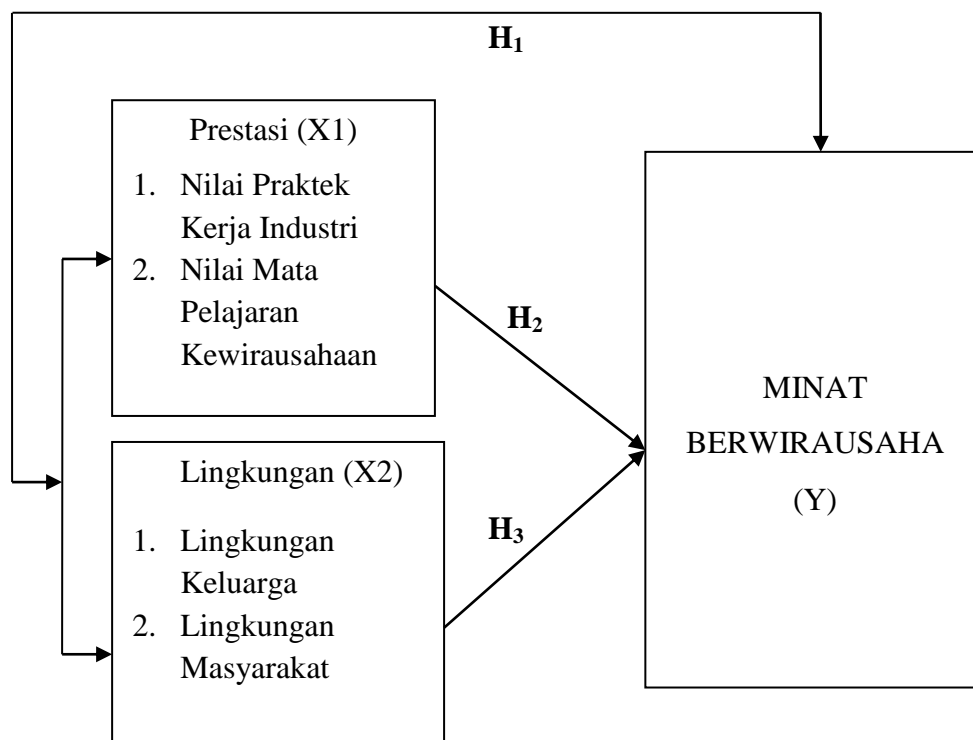 H₁
Prestasi (X1)
1. Nilai Praktek
Kerja Industri
2. Nilai Mata
Pelajaran
Kewirausahaan
H₂
Lingkungan (X2)
1. Lingkungan
Keluarga
2. Lingkungan
Masyarakat
H₃
MINAT
BERWIRAUSAHA
(Y)